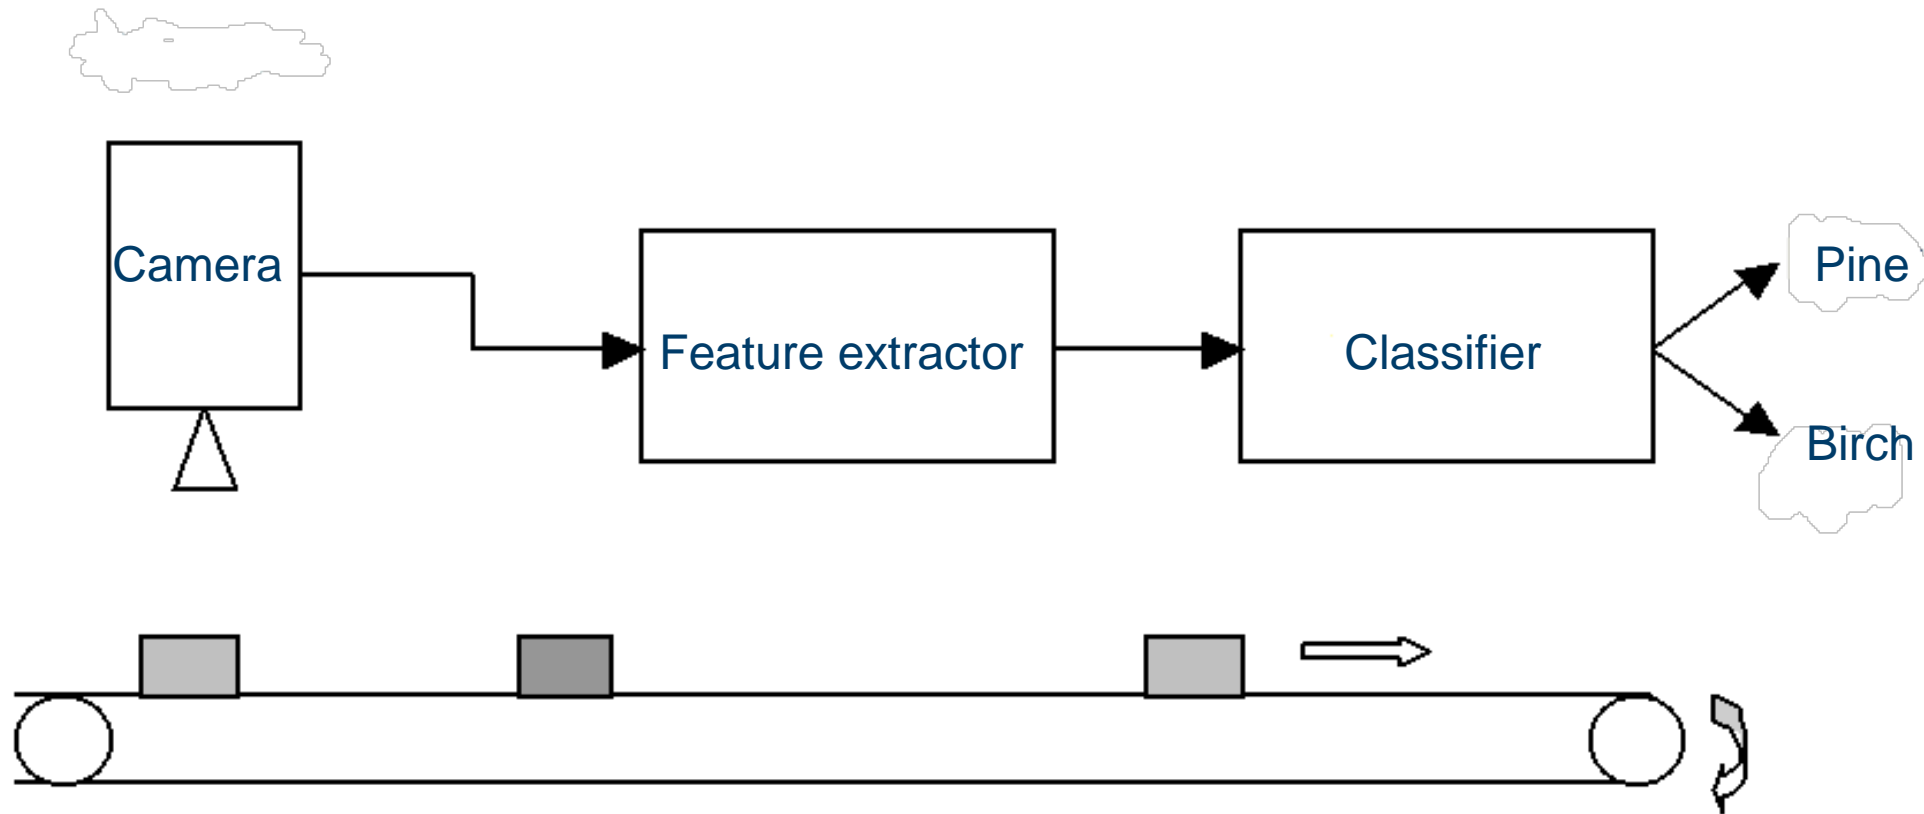 Camera
Feature extractor
Classifier
Pine
Birch